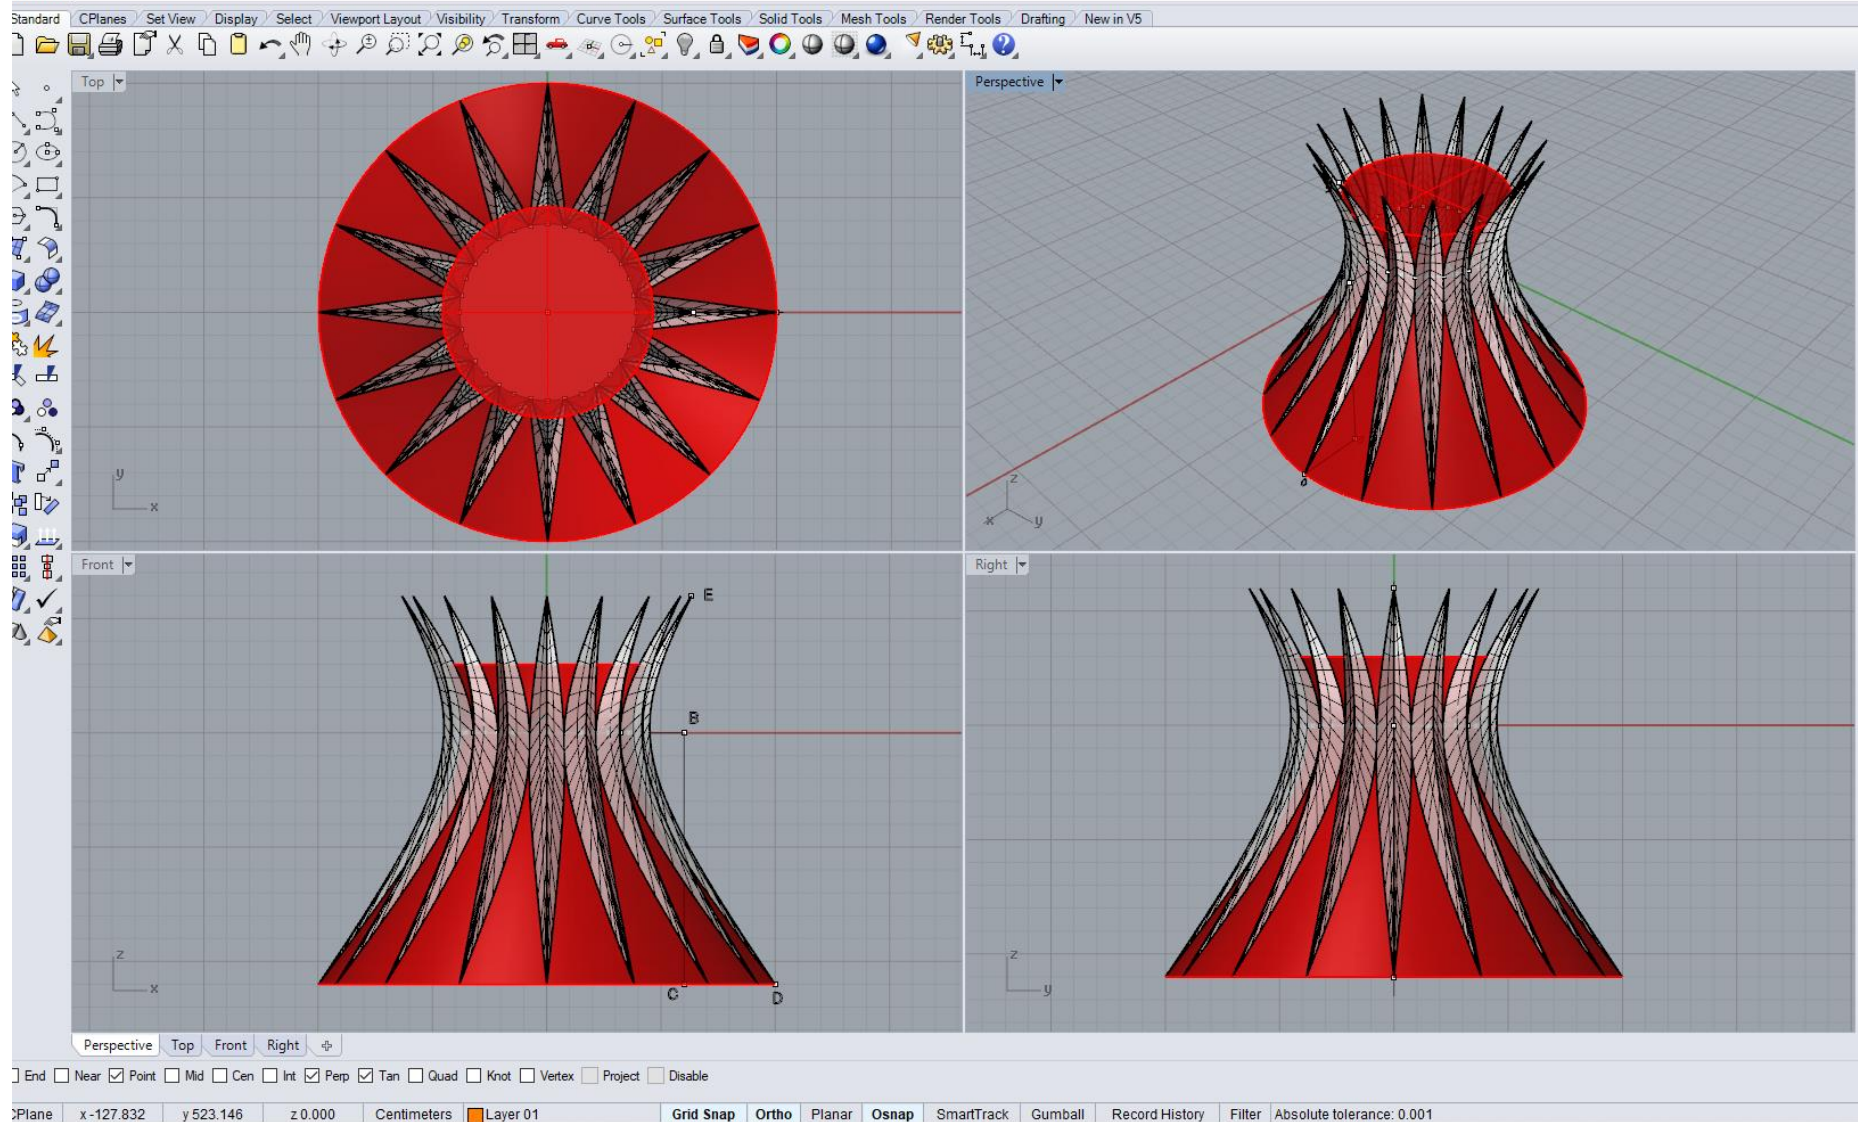 Standard CPlanes Set View Display Select Viewport Layout Visibility Transform Curve Tools Surface Tools Solid Tools Mesh Tools Render Tools Drafting New in V5
Top
Perspective
y
x
z
x
y
Front
Right
E
B
z
x
C
D
z
y
Perspective Top Front Right
End Near Point Mid Cen Int Perp Tan Quad Knot Vertex Project Disable
CPlane x -127.832 y 523.146 z 0.000 Centimeters Layer 01 Grid Snap Ortho Planar Osnap SmartTrack Gumball Record History Filter Absolute tolerance: 0.001